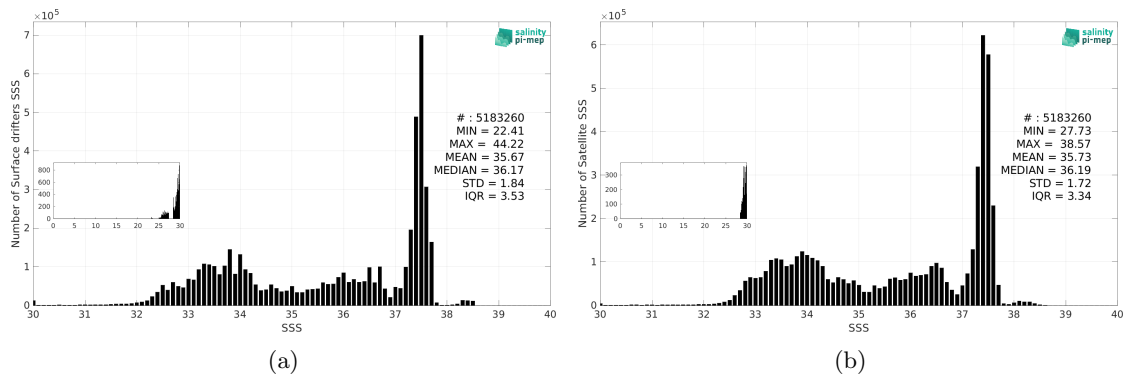 ×10⁵
7
6
5
4
3
2
1
0
Number of Surface drifters SSS
salinity
pi-mep
# : 5183260
MIN = 22.41
MAX = 44.22
MEAN = 35.67
MEDIAN = 36.17
STD = 1.84
IQR = 3.53
800
600
400
200
0
0 5 10 15 20 25 30
30 31 32 33 34 35 36 37 38 39 40
SSS
(a)
×10⁵
6
5
4
3
2
1
0
Number of Satellite SSS
salinity
pi-mep
# : 5183260
MIN = 27.73
MAX = 38.57
MEAN = 35.73
MEDIAN = 36.19
STD = 1.72
IQR = 3.34
300
200
100
0
0 5 10 15 20 25 30
30 31 32 33 34 35 36 37 38 39 40
SSS
(b)